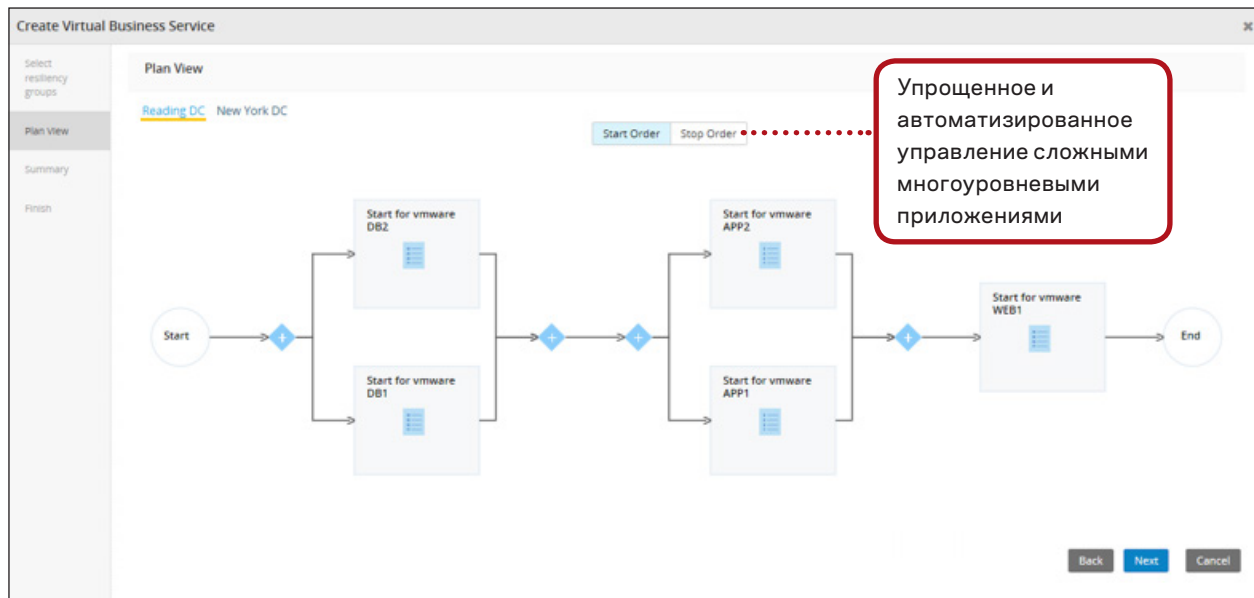 Create Virtual Business Service
Select
resiliency
groups
Plan View
Summary
Finish
Plan View
Reading DC New York DC
Start Order Stop Order
Упрощенное и
автоматизированное
управление сложными
многоуровневыми
приложениями
Start
Start for vmware
DB2
Start for vmware
DB1
Start for vmware
APP2
Start for vmware
APP1
Start for vmware
WEB1
End
Back Next Cancel